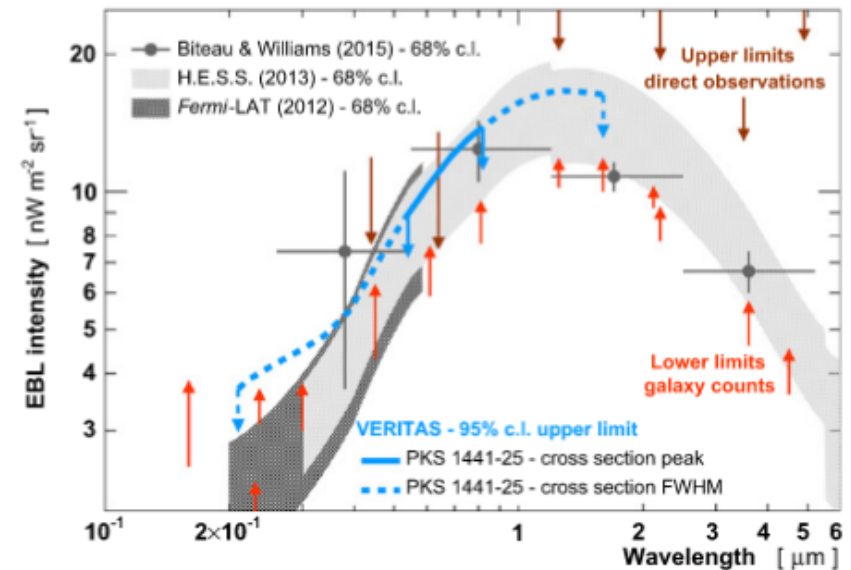 20
10
8
7
6
5
4
3
EBL intensity [ nW m⁻² sr⁻¹ ]
Biteau & Williams (2015) - 68% c.l.
H.E.S.S. (2013) - 68% c.l.
Fermi-LAT (2012) - 68% c.l.
Upper limits
direct observations
Lower limits
galaxy counts
VERITAS - 95% c.l. upper limit
PKS 1441-25 - cross section peak
PKS 1441-25 - cross section FWHM
10⁻¹ 2×10⁻¹ 1 2 3 4 5 6
Wavelength [ μm ]